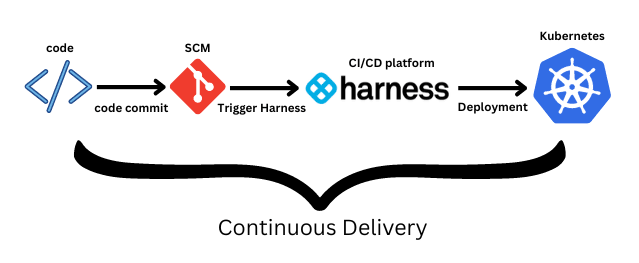 code
SCM
CI/CD platform
Kubernetes
harness
code commit
Trigger Harness
Deployment
Continuous Delivery